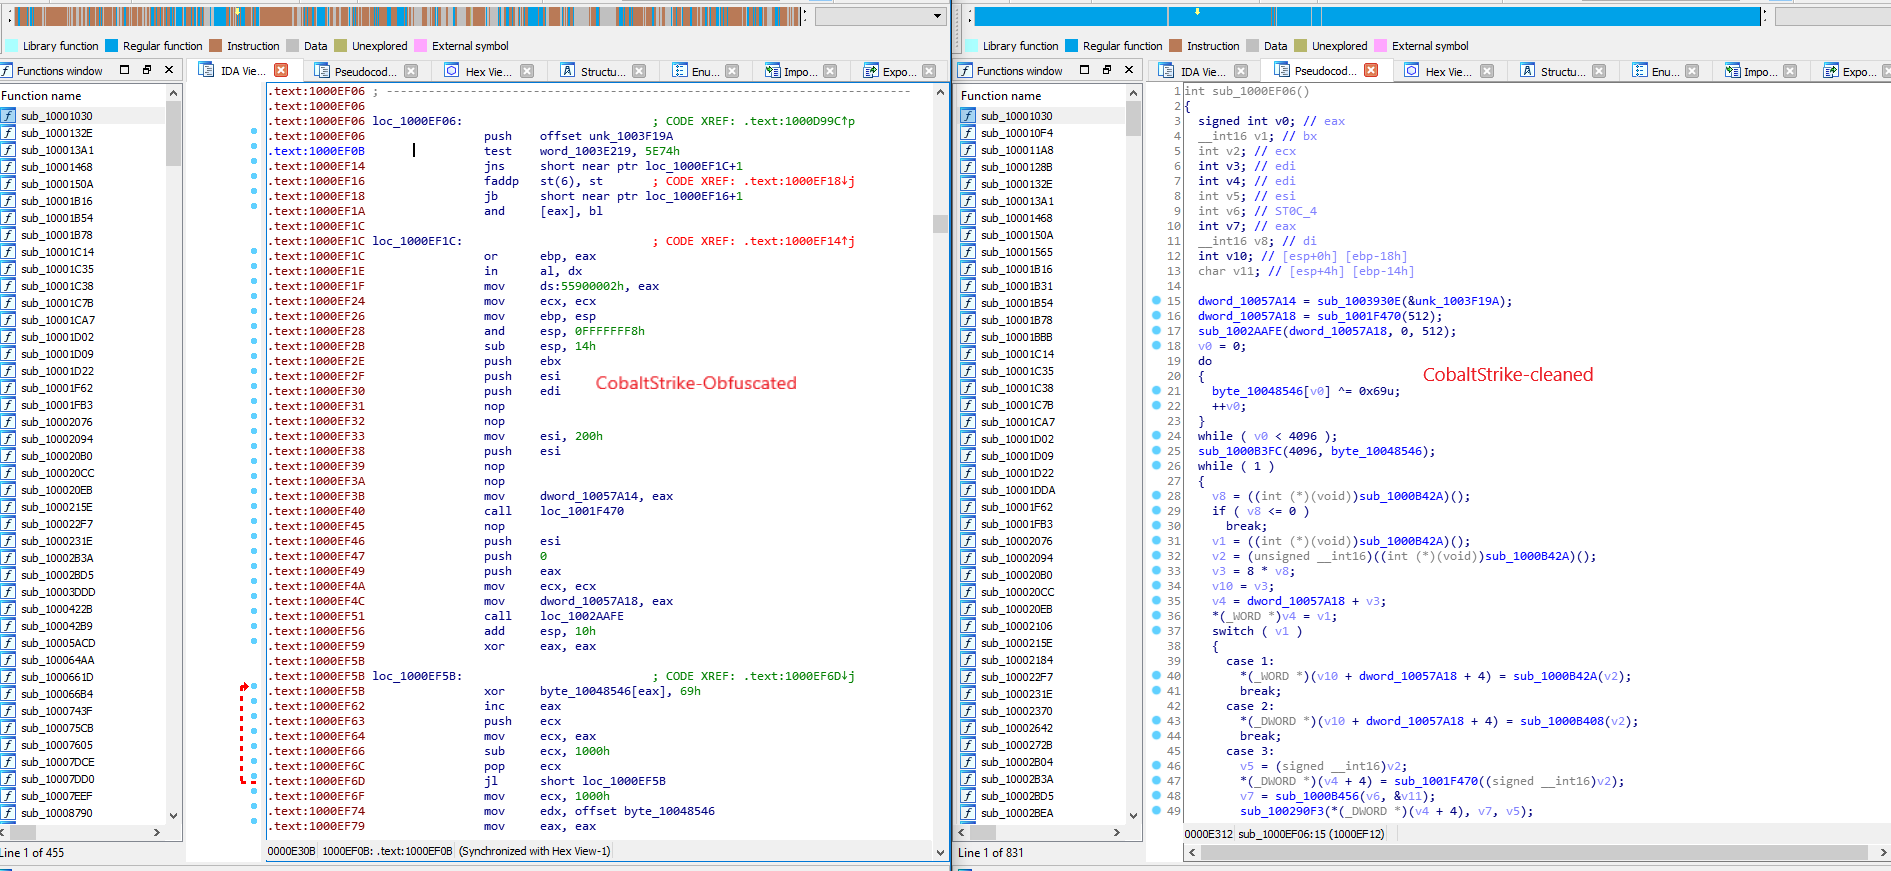 Library function Regular function Instruction Data Unexplored External symbol
Functions window
IDA Vie... Pseudocod... Hex Vie... Structu... Enu... Impo... Expo...
Function name
sub_10001030
sub_1000132E
sub_100013A1
sub_10001468
sub_1000150A
sub_10001B16
sub_10001B54
sub_10001B78
sub_10001C14
sub_10001C35
sub_10001C38
sub_10001C7B
sub_10001CA7
sub_10001D02
sub_10001D09
sub_10001D22
sub_10001F62
sub_10001FB3
sub_10002076
sub_10002094
sub_100020B0
sub_100020CC
sub_100020EB
sub_1000215E
sub_100022F7
sub_1000231E
sub_10002B3A
sub_10002BD5
sub_10003DDD
sub_1000422B
sub_100042B9
sub_10005ACD
sub_100064AA
sub_1000661D
sub_100066B4
sub_1000743F
sub_100075CB
sub_10007605
sub_10007DCE
sub_10007DD0
sub_10007EEF
sub_10008790
Line 1 of 455
.text:1000EF06 ; ---------------------------------------------------------------------------
.text:1000EF06
.text:1000EF06 loc_1000EF06: ; CODE XREF: .text:1000D99C↑p
.text:1000EF06 push offset unk_1003F19A
.text:1000EF0B test word_1003E219, 5E74h
.text:1000EF14 jns short near ptr loc_1000EF1C+1
.text:1000EF16 faddp st(6), st ; CODE XREF: .text:1000EF18↓j
.text:1000EF18 jb short near ptr loc_1000EF16+1
.text:1000EF1A and [eax], bl
.text:1000EF1C
.text:1000EF1C loc_1000EF1C: ; CODE XREF: .text:1000EF14↑j
.text:1000EF1C or ebp, eax
.text:1000EF1E in al, dx
.text:1000EF1F mov ds:55900002h, eax
.text:1000EF24 mov ecx, ecx
.text:1000EF26 mov ebp, esp
.text:1000EF28 and esp, 0FFFFFFF8h
.text:1000EF2B sub esp, 14h
.text:1000EF2E push ebx
.text:1000EF2F push esi
.text:1000EF30 push edi
.text:1000EF31 nop
.text:1000EF32 nop
.text:1000EF33 mov esi, 200h
.text:1000EF38 push esi
.text:1000EF39 nop
.text:1000EF3A nop
.text:1000EF3B mov dword_10057A14, eax
.text:1000EF40 call loc_1001F470
.text:1000EF45 nop
.text:1000EF46 push esi
.text:1000EF47 push 0
.text:1000EF49 push eax
.text:1000EF4A mov ecx, ecx
.text:1000EF4C mov dword_10057A18, eax
.text:1000EF51 call loc_1002AAFE
.text:1000EF56 add esp, 10h
.text:1000EF59 xor eax, eax
.text:1000EF5B
.text:1000EF5B loc_1000EF5B: ; CODE XREF: .text:1000EF6D↓j
.text:1000EF5B xor byte_10048546[eax], 69h
.text:1000EF62 inc eax
.text:1000EF63 push ecx
.text:1000EF64 mov ecx, eax
.text:1000EF66 sub ecx, 1000h
.text:1000EF6C pop ecx
.text:1000EF6D jl short loc_1000EF5B
.text:1000EF6F mov ecx, 1000h
.text:1000EF74 mov edx, offset byte_10048546
.text:1000EF79 mov eax, eax
CobaltStrike-Obfuscated
0000E30B 1000EF0B: .text:1000EF0B (Synchronized with Hex View-1)
Library function Regular function Instruction Data Unexplored External symbol
Functions window
IDA Vie... Pseudocod... Hex Vie... Structu... Enu... Impo... Expo...
Function name
sub_10001030
sub_100010F4
sub_100011A8
sub_1000128B
sub_1000132E
sub_100013A1
sub_10001468
sub_1000150A
sub_10001565
sub_10001B16
sub_10001B31
sub_10001B54
sub_10001B78
sub_10001BBB
sub_10001C14
sub_10001C35
sub_10001C38
sub_10001C7B
sub_10001CA7
sub_10001D02
sub_10001D09
sub_10001D22
sub_10001DDA
sub_10001F62
sub_10001FB3
sub_10002076
sub_10002094
sub_100020B0
sub_100020CC
sub_100020EB
sub_10002106
sub_1000215E
sub_10002184
sub_100022F7
sub_1000231E
sub_10002370
sub_10002642
sub_1000272B
sub_10002B04
sub_10002B3A
sub_10002BD5
sub_10002BEA
Line 1 of 831
1 int sub_1000EF06()
2 {
3 signed int v0; // eax
4 __int16 v1; // bx
5 int v2; // ecx
6 int v3; // edi
7 int v4; // edi
8 int v5; // esi
9 int v6; // ST0C_4
10 int v7; // eax
11 __int16 v8; // di
12 int v10; // [esp+0h] [ebp-18h]
13 char v11; // [esp+4h] [ebp-14h]
14
15 dword_10057A14 = sub_1003930E(&unk_1003F19A);
16 dword_10057A18 = sub_1001F470(512);
17 sub_1002AAFE(dword_10057A18, 0, 512);
18 v0 = 0;
19 do
20 {
21 byte_10048546[v0] ^= 0x69u;
22 ++v0;
23 }
24 while ( v0 < 4096 );
25 sub_1000B3FC(4096, byte_10048546);
26 while ( 1 )
27 {
28 v8 = ((int (*)(void))sub_1000B42A)();
29 if ( v8 <= 0 )
30 break;
31 v1 = ((int (*)(void))sub_1000B42A)();
32 v2 = (unsigned __int16)((int (*)(void))sub_1000B42A)();
33 v3 = 8 * v8;
34 v10 = v3;
35 v4 = dword_10057A18 + v3;
36 *(_WORD *)v4 = v1;
37 switch ( v1 )
38 {
39 case 1:
40 *(_WORD *)(v10 + dword_10057A18 + 4) = sub_1000B42A(v2);
41 break;
42 case 2:
43 *(_DWORD *)(v10 + dword_10057A18 + 4) = sub_1000B408(v2);
44 break;
45 case 3:
46 v5 = (signed __int16)v2;
47 *(_DWORD *)(v4 + 4) = sub_1001F470((signed __int16)v2);
48 v7 = sub_1000B456(v6, &v11);
49 sub_100290F3(*(_DWORD *)(v4 + 4), v7, v5);
CobaltStrike-cleaned
0000E312 sub_1000EF06:15 (1000EF12)